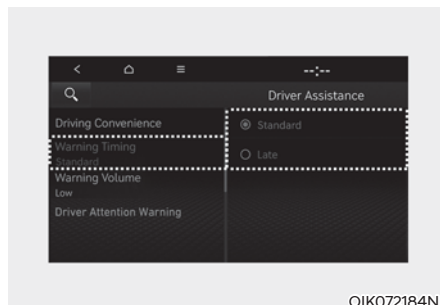 --:--
Driver Assistance
Driving Convenience
Warning Timing
Standard
Warning Volume
Low
Driver Attention Warning
Standard
Late
OIK072184N